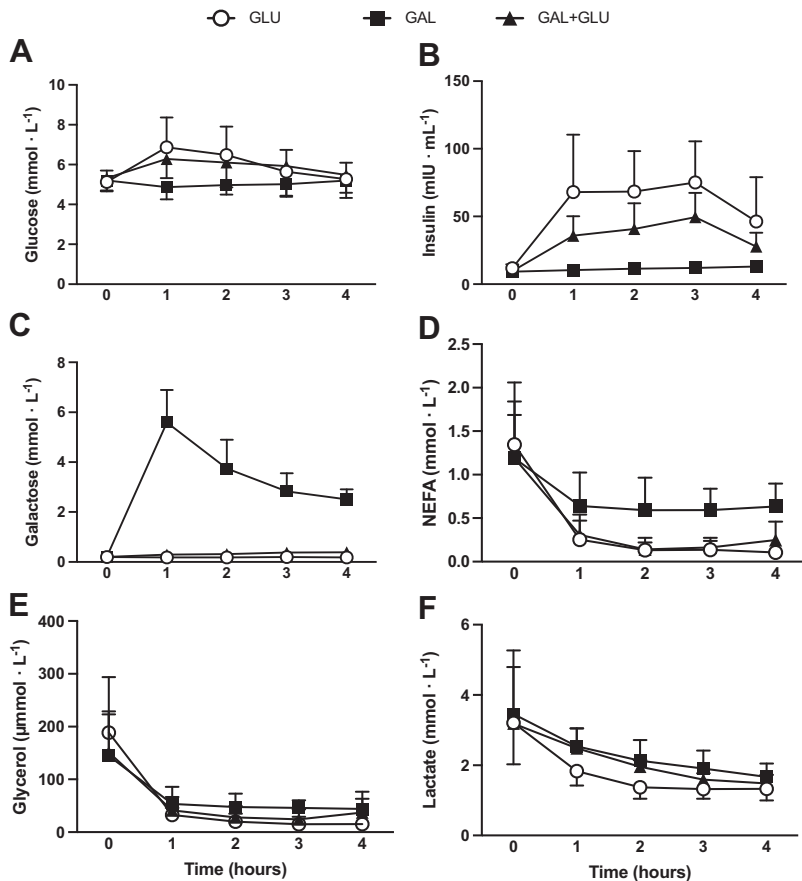 GLU GAL GAL+GLU
A
Glucose (mmol · L-1)
10
8
6
4
2
0
0 1 2 3 4
B
Insulin (mIU · mL-1)
150
100
50
0
0 1 2 3 4
C
Galactose (mmol · L-1)
8
6
4
2
0
0 1 2 3 4
D
NEFA (mmol · L-1)
2.5
2.0
1.5
1.0
0.5
0.0
0 1 2 3 4
E
Glycerol (µmmol · L-1)
400
300
200
100
0
0 1 2 3 4
Time (hours)
F
Lactate (mmol · L-1)
6
4
2
0
0 1 2 3 4
Time (hours)